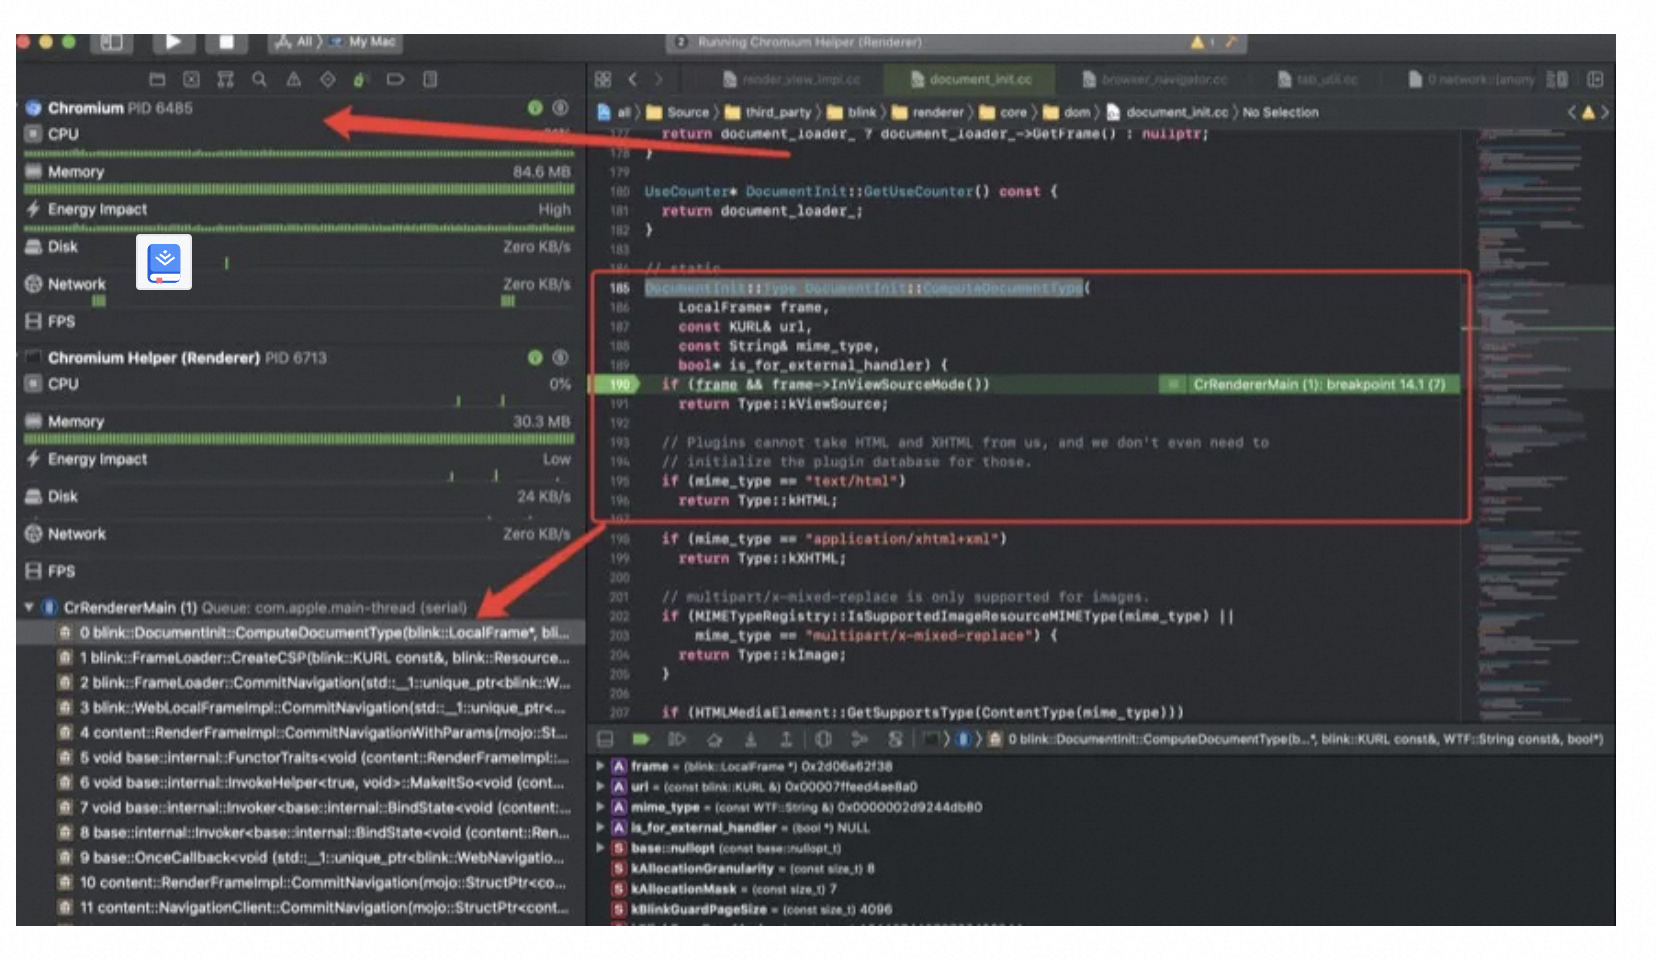 All 〉 My Mac
2 Running Chromium Helper (Renderer)
1
Chromium PID 6485
CPU
Memory
84.6 MB
Energy Impact
High
Disk
Zero KB/s
Network
Zero KB/s
FPS
Chromium Helper (Renderer) PID 6713
CPU
0%
Memory
30.3 MB
Energy Impact
Low
Disk
24 KB/s
Network
Zero KB/s
FPS
CrRendererMain (1) Queue: com.apple.main-thread (serial)
0 blink::DocumentInit::ComputeDocumentType(blink::LocalFrame*, bli...
1 blink::FrameLoader::CreateCSP(blink::KURL const&, blink::Resource...
2 blink::FrameLoader::CommitNavigation(std::__1::unique_ptr<blink::W...
3 blink::WebLocalFrameImpl::CommitNavigation(std::__1::unique_ptr<...
4 content::RenderFrameImpl::CommitNavigationWithParams(mojo::St...
5 void base::internal::FunctorTraits<void (content::RenderFrameImpl::...
6 void base::internal::InvokeHelper<true, void>::MakeItSo<void (cont...
7 void base::internal::Invoker<base::internal::BindState<void (content:...
8 base::internal::Invoker<base::internal::BindState<void (content::Ren...
9 base::OnceCallback<void (std::__1::unique_ptr<blink::WebNavigatio...
10 content::RenderFrameImpl::CommitNavigation(mojo::StructPtr<co...
11 content::NavigationClient::CommitNavigation(mojo::StructPtr<cont...
render_view_impl.cc
document_init.cc
browser_navigator.cc
tab_util.cc
0 network::(anony
all 〉 Source 〉 third_party 〉 blink 〉 renderer 〉 core 〉 dom 〉 document_init.cc 〉 No Selection
177 return document_loader_ ? document_loader_->GetFrame() : nullptr;
178 }
179
180 UseCounter* DocumentInit::GetUseCounter() const {
181 return document_loader_;
182 }
183
184 // static
185 DocumentInit::Type DocumentInit::ComputeDocumentType(
186 LocalFrame* frame,
187 const KURL& url,
188 const String& mime_type,
189 bool* is_for_external_handler) {
190 if (frame && frame->InViewSourceMode())
CrRendererMain (1): breakpoint 14.1 (7)
191 return Type::kViewSource;
192
193 // Plugins cannot take HTML and XHTML from us, and we don't even need to
194 // initialize the plugin database for those.
195 if (mime_type == "text/html")
196 return Type::kHTML;
197
198 if (mime_type == "application/xhtml+xml")
199 return Type::kXHTML;
200
201 // multipart/x-mixed-replace is only supported for images.
202 if (MIMETypeRegistry::IsSupportedImageResourceMIMEType(mime_type) ||
203 mime_type == "multipart/x-mixed-replace") {
204 return Type::kImage;
205 }
206
207 if (HTMLMediaElement::GetSupportsType(ContentType(mime_type)))
0 blink::DocumentInit::ComputeDocumentType(b...*, blink::KURL const&, WTF::String const&, bool*)
A frame = (blink::LocalFrame *) 0x2d06a62f38
A url = (const blink::KURL &) 0x00007ffeed4ae8a0
A mime_type = (const WTF::String &) 0x0000002d9244db80
A is_for_external_handler = (bool *) NULL
S base::nullopt (const base::nullopt_t)
S kAllocationGranularity = (const size_t) 8
S kAllocationMask = (const size_t) 7
S kBlinkGuardPageSize = (const size_t) 4096